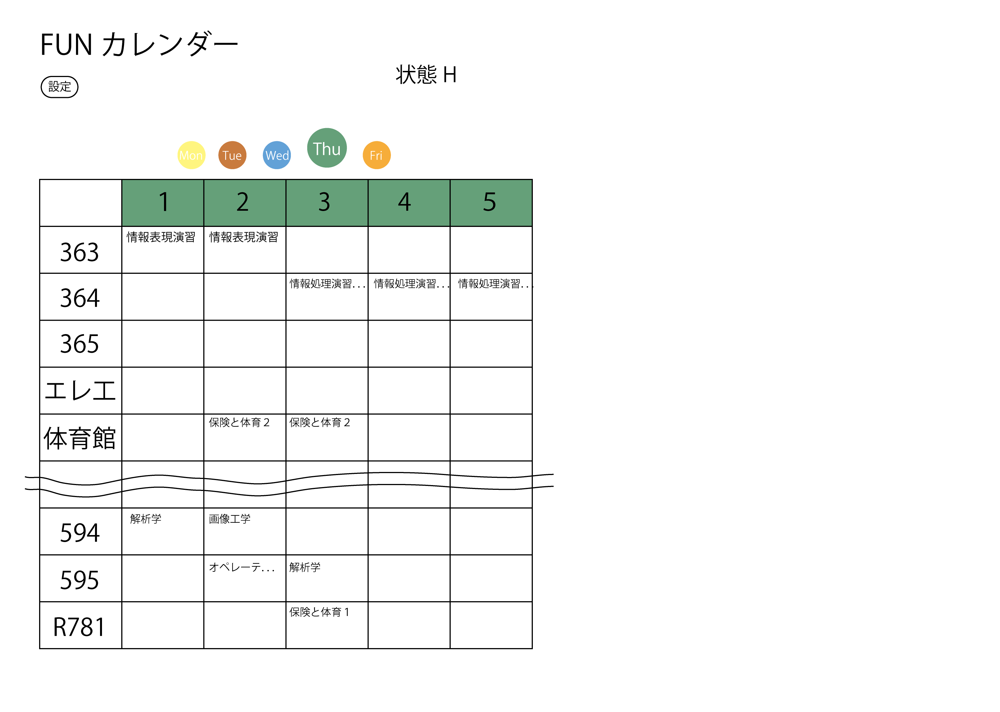 FUN カレンダー
状態 H
設定
Mon Tue Wed Thu Fri
1 2 3 4 5
363 情報表現演習 情報表現演習
364 情報処理演習... 情報処理演習... 情報処理演習...
365
エレ工
体育館 保険と体育２ 保険と体育２
594 解析学 画像工学
595 オペレーテ... 解析学
R781 保険と体育１